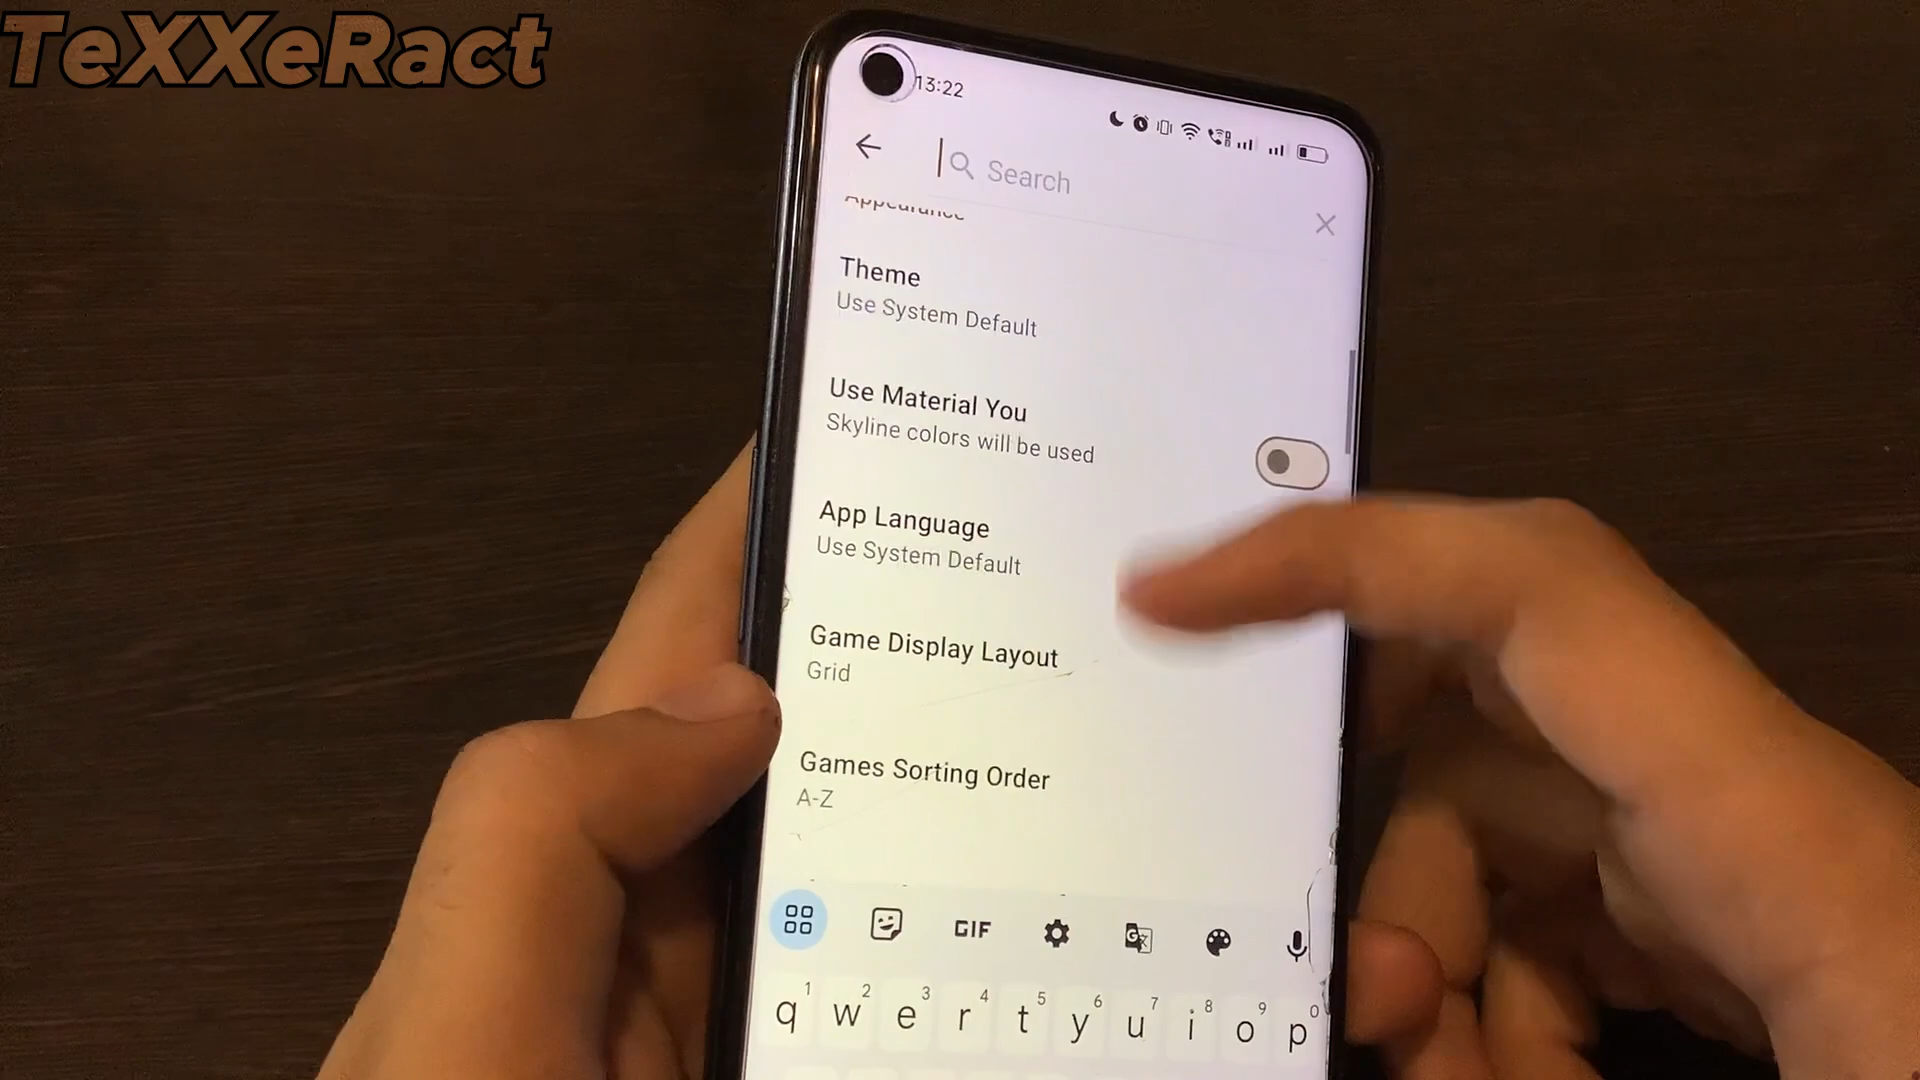 TeXXeRact
13:22
Search
Appearance
Theme
Use System Default
Use Material You
Skyline colors will be used
App Language
Use System Default
Game Display Layout
Grid
Games Sorting Order
A-Z
GIF
1 2 3 4 5 6 7 8 9 0
q w e r t y u i o p